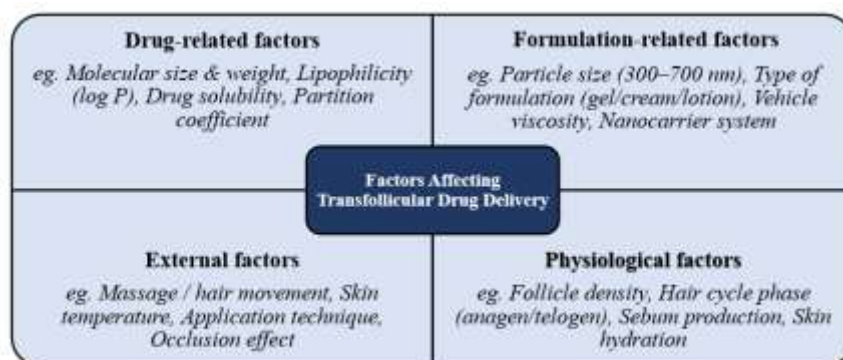 Drug-related factors
eg. Molecular size & weight, Lipophilicity
(log P), Drug solubility, Partition
coefficient
Formulation-related factors
eg. Particle size (300–700 nm), Type of
formulation (gel/cream/lotion), Vehicle
viscosity, Nanocarrier system
Factors Affecting
Transfollicular Drug Delivery
External factors
eg. Massage / hair movement, Skin
temperature, Application technique,
Occlusion effect
Physiological factors
eg. Follicle density, Hair cycle phase
(anagen/telogen), Sebum production, Skin
hydration